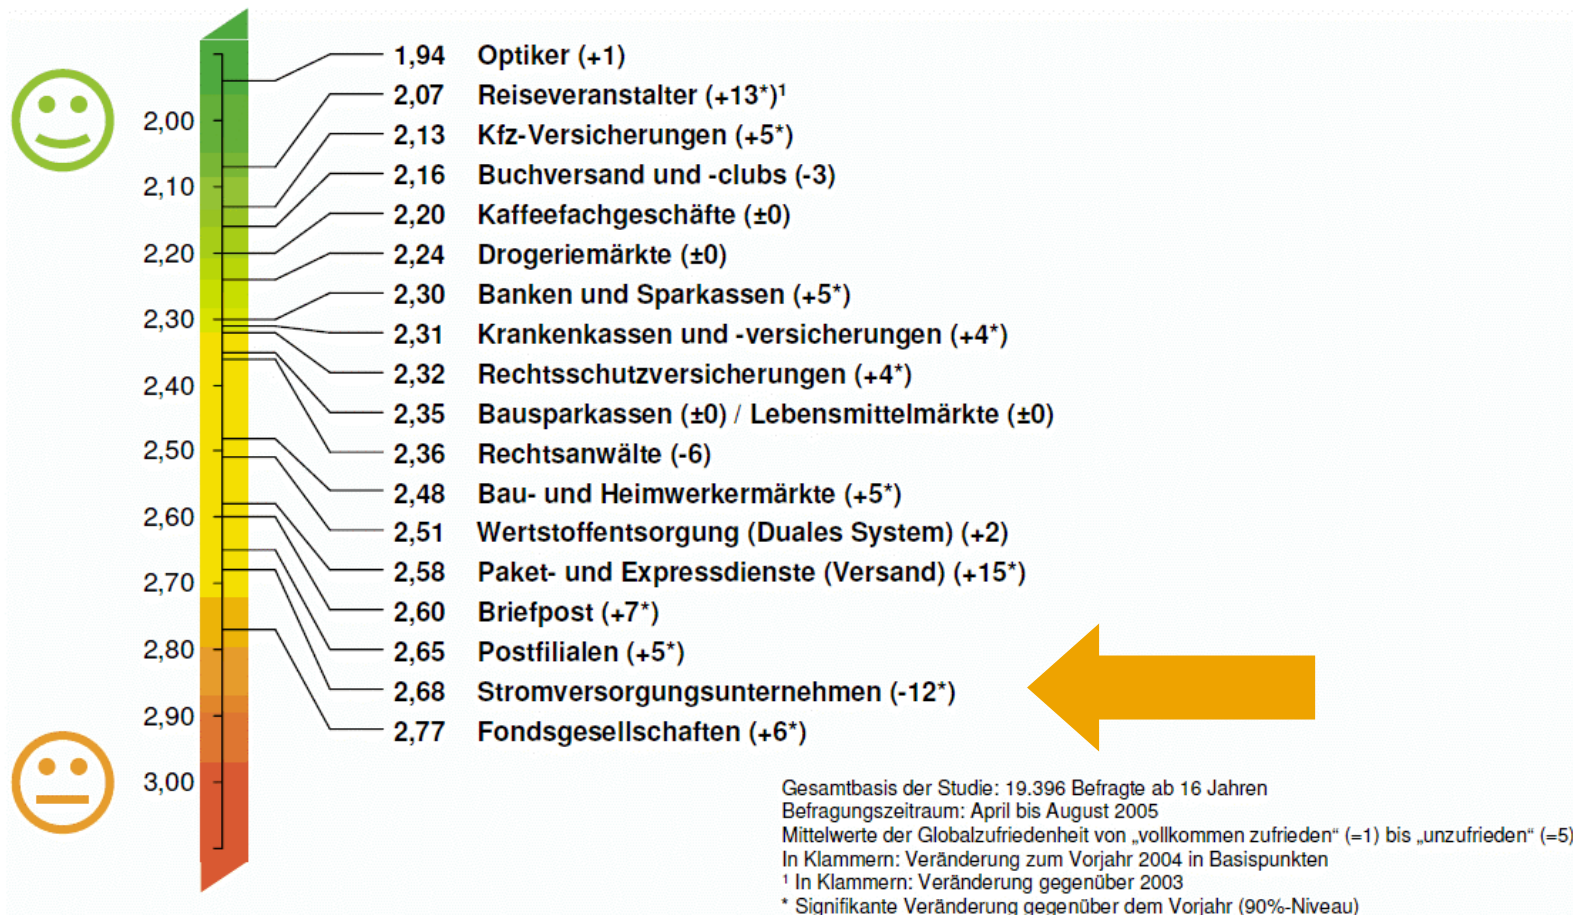 1,94 Optiker (+1)
2,07 Reiseveranstalter (+13*)¹
2,00
2,13 Kfz-Versicherungen (+5*)
2,16 Buchversand und -clubs (-3)
2,10
2,20 Kaffeefachgeschäfte (±0)
2,20
2,24 Drogeriemärkte (±0)
2,30 Banken und Sparkassen (+5*)
2,30
2,31 Krankenkassen und -versicherungen (+4*)
2,32 Rechtsschutzversicherungen (+4*)
2,40
2,35 Bausparkassen (±0) / Lebensmittelmärkte (±0)
2,50
2,36 Rechtsanwälte (-6)
2,48 Bau- und Heimwerkermärkte (+5*)
2,60
2,51 Wertstoffentsorgung (Duales System) (+2)
2,58 Paket- und Expressdienste (Versand) (+15*)
2,70
2,60 Briefpost (+7*)
2,80
2,65 Postfilialen (+5*)
2,68 Stromversorgungsunternehmen (-12*)
2,90
2,77 Fondsgesellschaften (+6*)
3,00
Gesamtbasis der Studie: 19.396 Befragte ab 16 Jahren
Befragungszeitraum: April bis August 2005
Mittelwerte der Globalzufriedenheit von „vollkommen zufrieden“ (=1) bis „unzufrieden“ (=5)
In Klammern: Veränderung zum Vorjahr 2004 in Basispunkten
¹ In Klammern: Veränderung gegenüber 2003
* Signifikante Veränderung gegenüber dem Vorjahr (90%-Niveau)